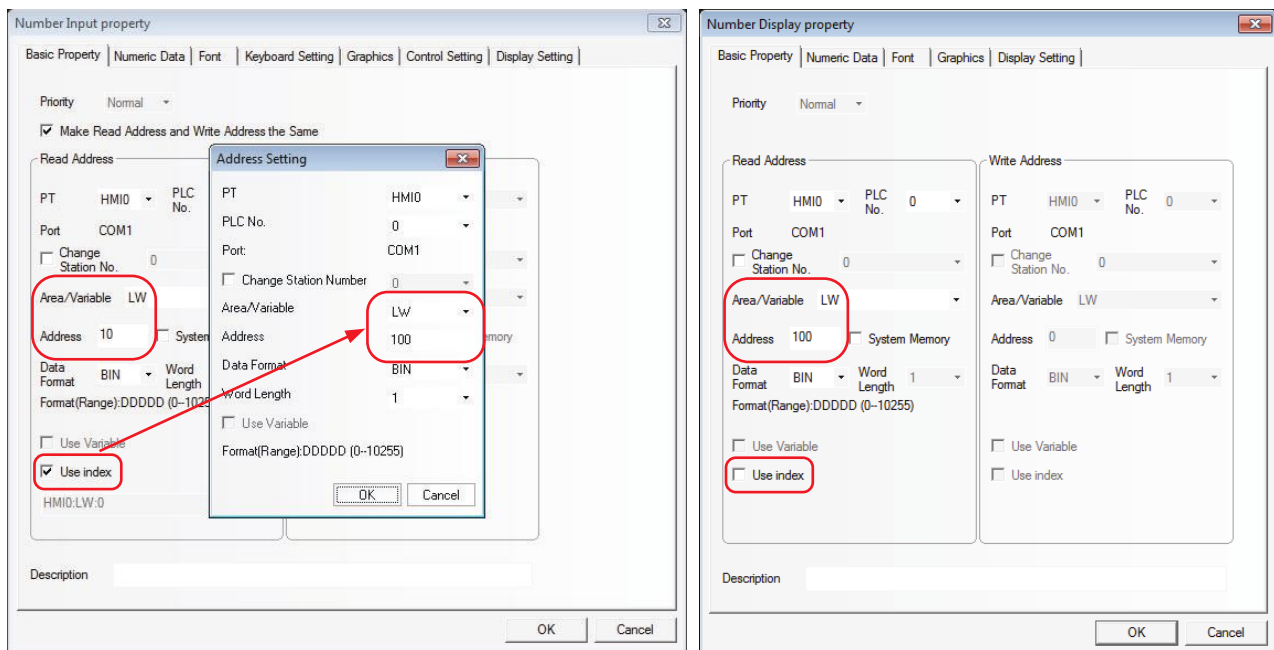 Number Input property
Basic Property Numeric Data Font Keyboard Setting Graphics Control Setting Display Setting
Priority Normal
Make Read Address and Write Address the Same
Read Address
PT HMI0 PLC No.
Port COM1
Change Station No. 0
Area/Variable LW
Address 10 System
Data Format BIN Word Length
Format(Range):DDDDD (0--1025
Use Variable
Use index
HMI0:LW:0
Description
OK Cancel
Address Setting
PT HMI0
PLC No. 0
Port: COM1
Change Station Number 0
Area/Variable LW
Address 100
Data Format BIN
Word Length 1
Use Variable
Format(Range):DDDDD (0--10255)
OK Cancel
emory
Number Display property
Basic Property Numeric Data Font Graphics Display Setting
Priority Normal
Read Address
PT HMI0 PLC No. 0
Port COM1
Change Station No. 0
Area/Variable LW
Address 100 System Memory
Data Format BIN Word Length 1
Format(Range):DDDDD (0--10255)
Use Variable
Use index
Write Address
PT HMI0 PLC No. 0
Port COM1
Change Station No. 0
Area/Variable LW
Address 0 System Memory
Data Format BIN Word Length 1
Use Variable
Use index
Description
OK Cancel